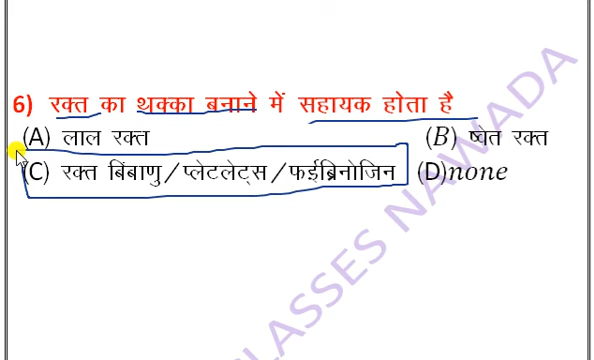 6) रक्त का थक्का बनाने में सहायक होता है
(A) लाल रक्त (B) ष्वेत रक्त
(C) रक्त बिंबाणु/प्लेटलेट्स/फईब्रिनोजिन (D)none
CLASSES NAWADA